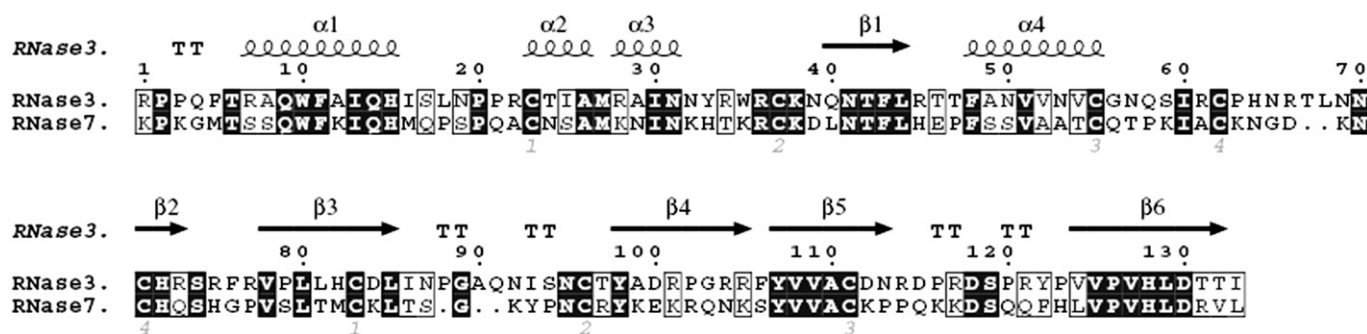 α1 α2 α3 β1 α4
RNase3. TT
1 10 20 30 40 50 60 70
RNase3. RPPQFTRAQWFAIQHISLNPPRCTIAMRAINNYRWRCKNQNTFLRTTFANVVNVCGNQSIRCPHNRTLNN
RNase7. KPKGMTSSQWFKIQHMQPSPQACNSAMKNINKHTKRCKDLNTFLHEPFSSVAATCQTPKIACKNGD..KN
1 2 3 4
β2 β3 β4 β5 β6
RNase3. TT TT TT TT
80 90 100 110 120 130
RNase3. CHRSRFRVPLLHCDLINPGAQNISNCTYADRPGRRFYVVACDNRDPRDSPRYPVVPVHLDTTI
RNase7. CHQSHGPVSLTMCKLTS.G..KYPNCRYKEKRQNKSYVVACKPPQKKDSQQFHLVPVHLDRVL
4 1 2 3